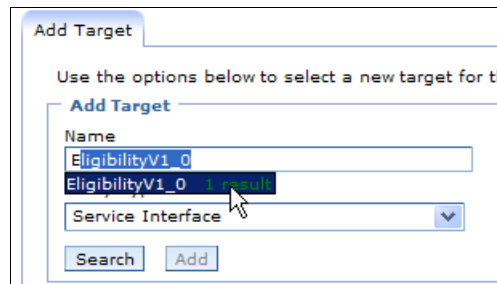 Add Target
Use the options below to select a new target for
Add Target
Name
EligibilityV1_0
EligibilityV1_0 1 result
Service Interface
Search Add